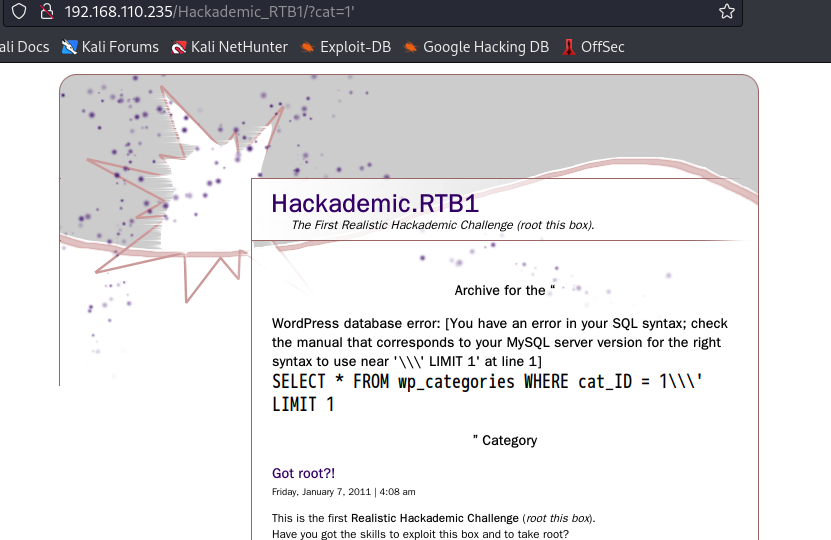 192.168.110.235/Hackademic_RTB1/?cat=1'
ali Docs Kali Forums Kali NetHunter Exploit-DB Google Hacking DB OffSec
Hackademic.RTB1
The First Realistic Hackademic Challenge (root this box).
Archive for the “
WordPress database error: [You have an error in your SQL syntax; check
the manual that corresponds to your MySQL server version for the right
syntax to use near '\\\' LIMIT 1' at line 1]
SELECT * FROM wp_categories WHERE cat_ID = 1\\\'
LIMIT 1
” Category
Got root?!
Friday, January 7, 2011 | 4:08 am
This is the first Realistic Hackademic Challenge (root this box).
Have you got the skills to exploit this box and to take root?